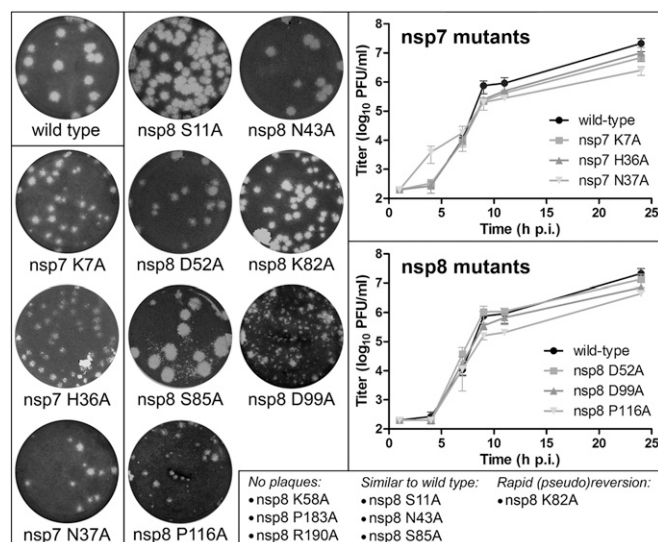 wild type
nsp8 S11A
nsp8 N43A
nsp7 K7A
nsp8 D52A
nsp8 K82A
nsp7 H36A
nsp8 S85A
nsp8 D99A
nsp7 N37A
nsp8 P116A
nsp7 mutants
Titer (log10 PFU/ml)
8
7
6
5
4
3
2
wild-type
nsp7 K7A
nsp7 H36A
nsp7 N37A
0 5 10 15 20 25
Time (h p.i.)
nsp8 mutants
Titer (log10 PFU/ml)
8
7
6
5
4
3
2
wild-type
nsp8 D52A
nsp8 D99A
nsp8 P116A
0 5 10 15 20 25
Time (h p.i.)
No plaques:
•nsp8 K58A
•nsp8 P183A
•nsp8 R190A
Similar to wild type:
•nsp8 S11A
•nsp8 N43A
•nsp8 S85A
Rapid (pseudo)reversion:
•nsp8 K82A